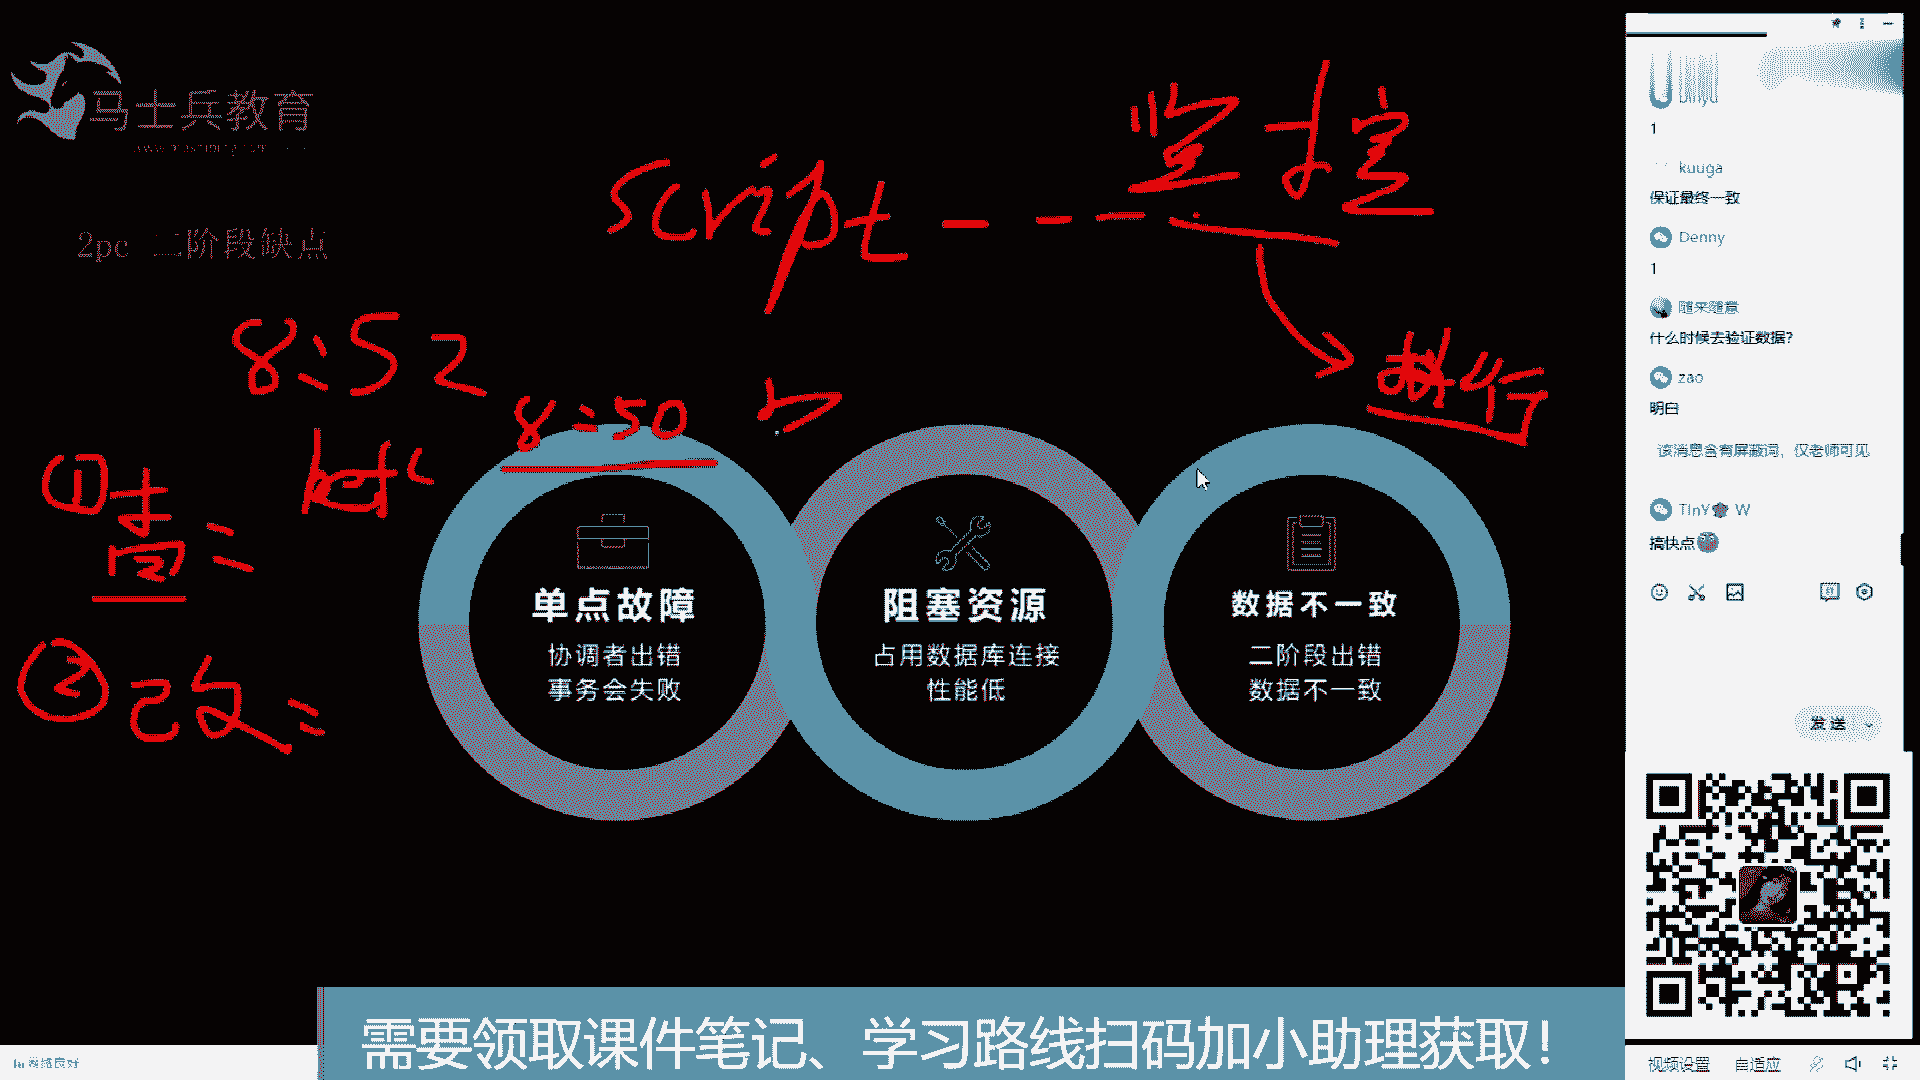 马士兵教育
2pc 二阶段缺点
script
监控
执行
8:52
8:50
①查
②改
单点故障
协调者出错
事务会失败
阻塞资源
占用数据库连接
性能低
数据不一致
二阶段出错
数据不一致
需要领取课件笔记、学习路线扫码加小助理获取!
网络良好
binyu
1
kuuga
保证最终一致
Denny
1
随来随意
什么时候去验证数据?
zao
明白
该消息含有屏蔽词，仅老师可见
TInY W
搞快点
发送
视频设置 自适应